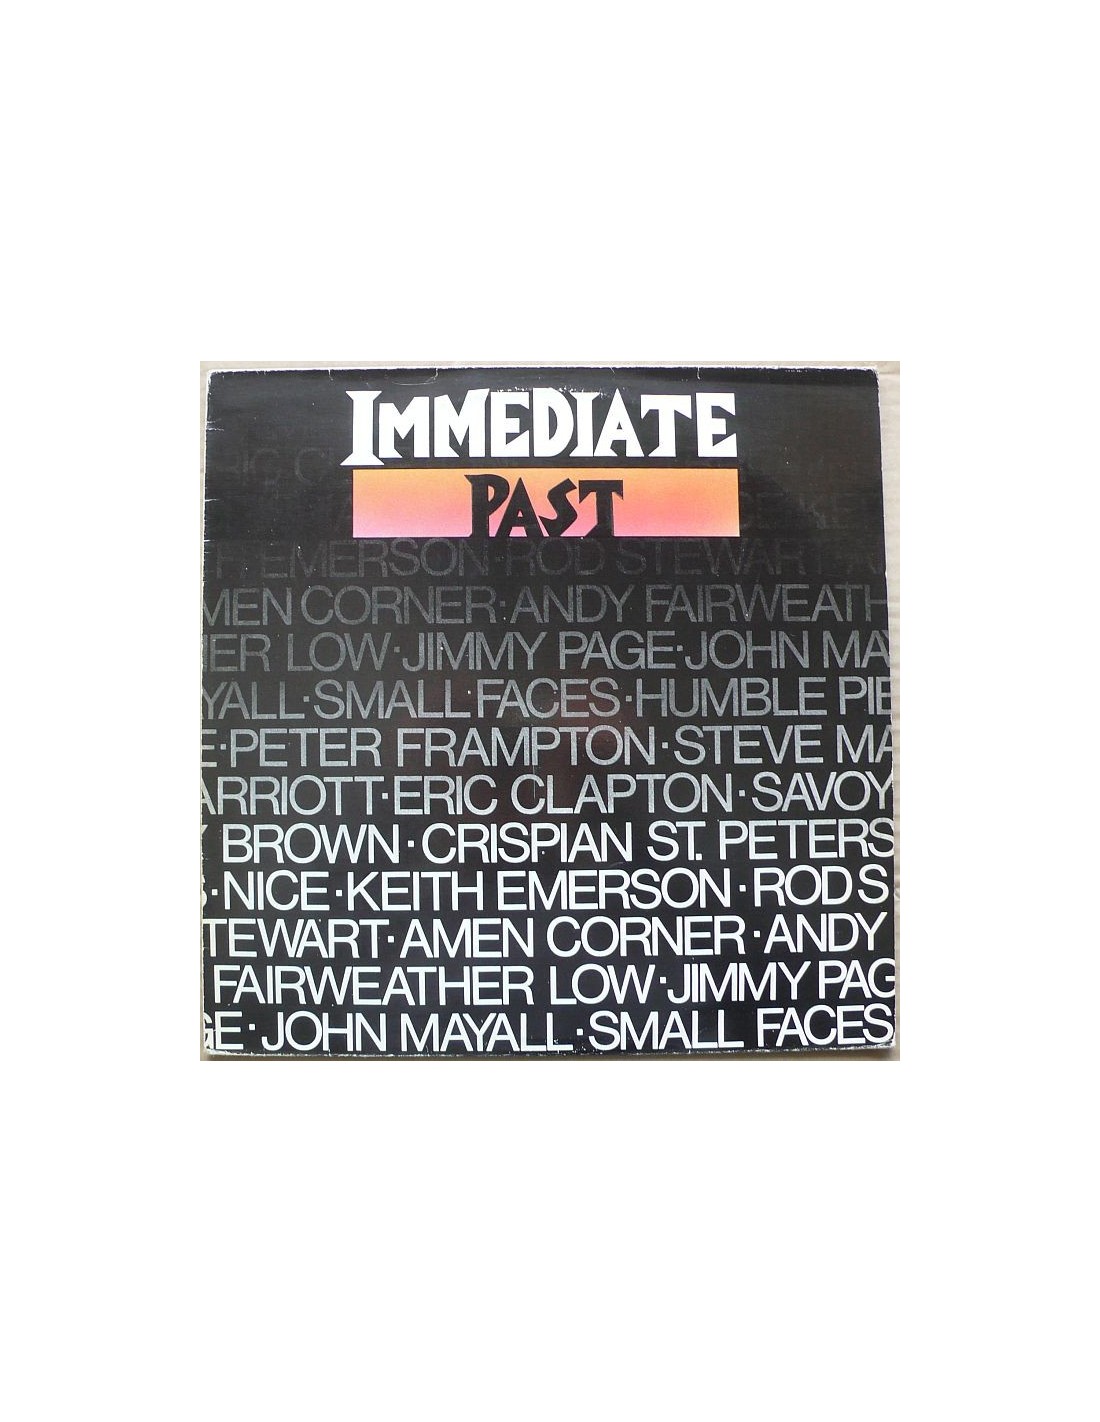 IMMEDIATE
PAST
EMERSON·ROD STEWART
MEN CORNER·ANDY FAIRWEATH
ER LOW·JIMMY PAGE·JOHN MA
YALL·SMALL FACES·HUMBLE PIE
E·PETER FRAMPTON·STEVE MA
ARRIOTT·ERIC CLAPTON·SAVOY
Y BROWN·CRISPIAN ST. PETERS
S·NICE·KEITH EMERSON·ROD S
TEWART·AMEN CORNER·ANDY
FAIRWEATHER LOW·JIMMY PAG
GE·JOHN MAYALL·SMALL FACES